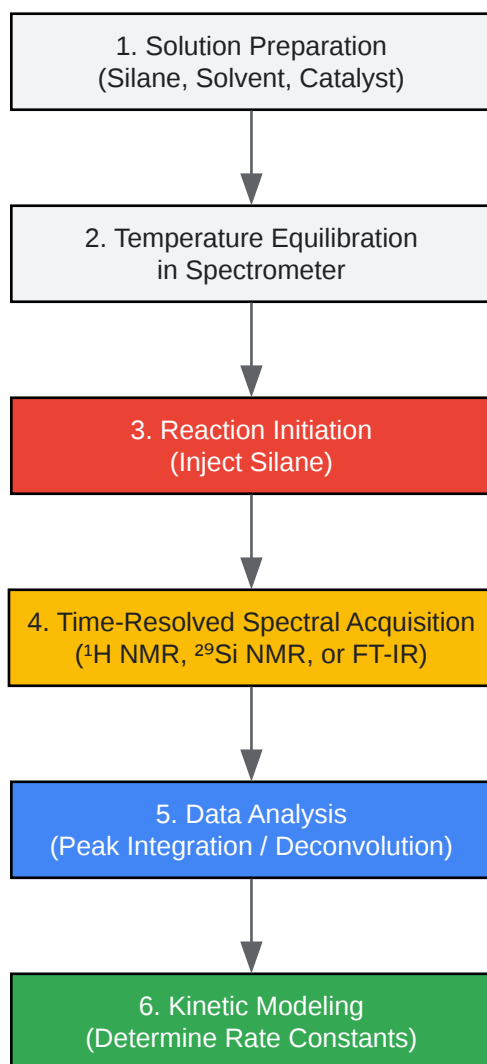 1. Solution Preparation
(Silane, Solvent, Catalyst)
2. Temperature Equilibration
in Spectrometer
3. Reaction Initiation
(Inject Silane)
4. Time-Resolved Spectral Acquisition
(¹H NMR, ²⁹Si NMR, or FT-IR)
5. Data Analysis
(Peak Integration / Deconvolution)
6. Kinetic Modeling
(Determine Rate Constants)